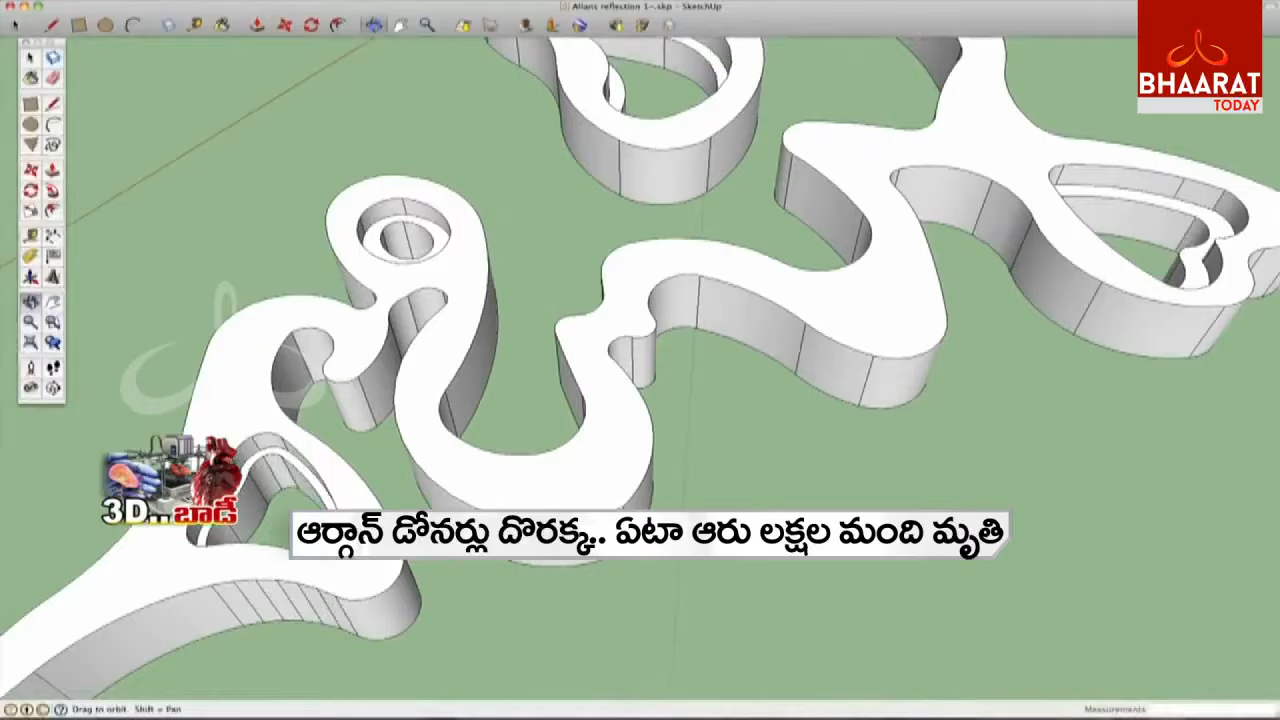 Allans reflection 1~.skp - SketchUp
BHAARAT
TODAY
3D.. బాడీ
ఆర్గాన్ డోనర్లు దొరక్క.. ఏటా ఆరు లక్షల మంది మృతి
Drag to orbit. Shift = Pan
Measurements